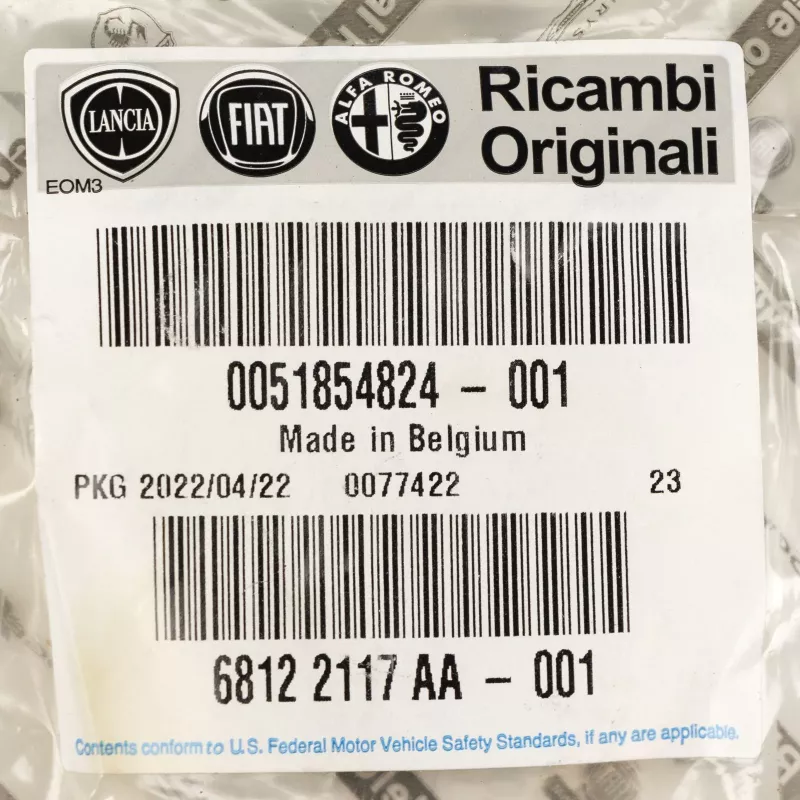 LANCIA
FIAT
ALFA ROMEO
Ricambi
Originali
EOM3
0051854824 - 001
Made in Belgium
PKG 2022/04/22 0077422 23
6812 2117 AA - 001
Contents conform to U.S. Federal Motor Vehicle Safety Standards, if any are applicable.